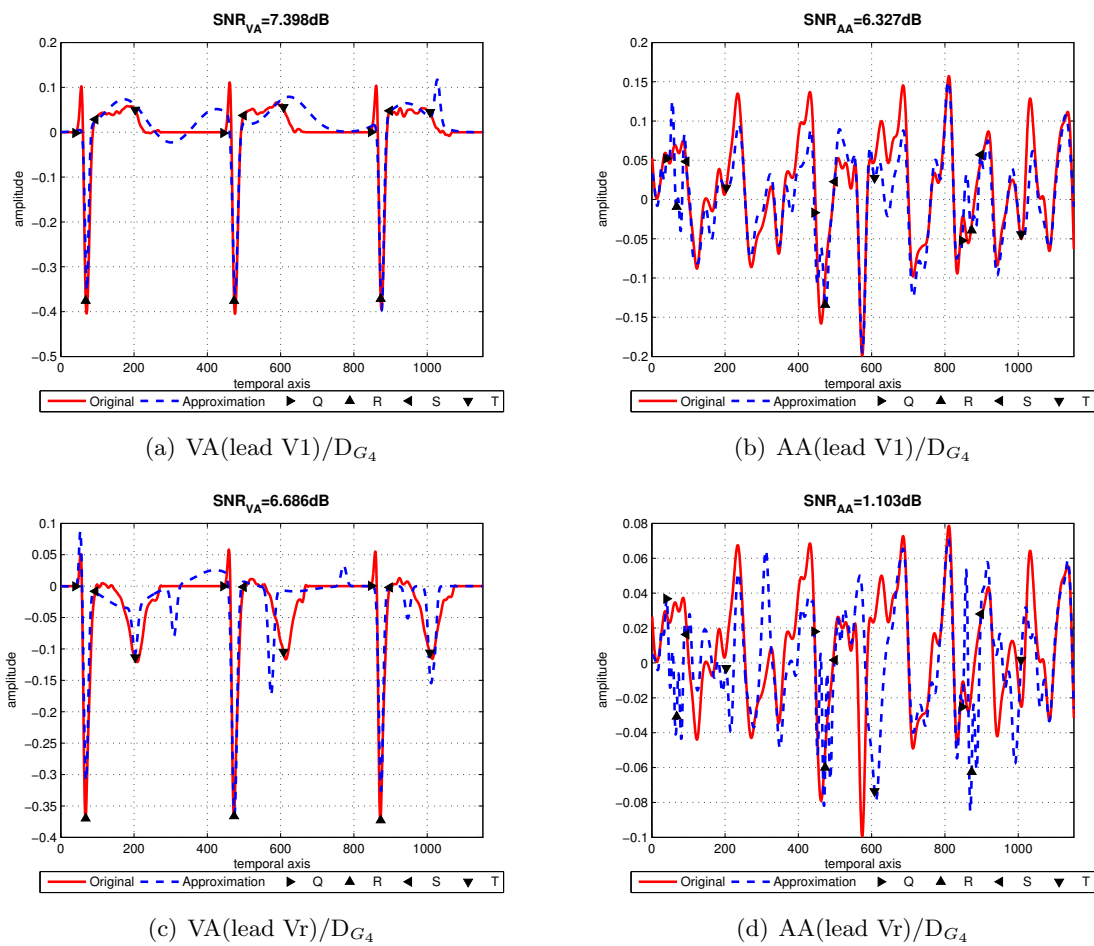 SNR_VA=7.398dB
amplitude
0.2
0.1
0
−0.1
−0.2
−0.3
−0.4
−0.5
0 200 400 600 800 1000
temporal axis
Original Approximation Q R S T
(a) VA(lead V1)/D_G4
SNR_AA=6.327dB
amplitude
0.2
0.15
0.1
0.05
0
−0.05
−0.1
0.15
−0.2
0 200 400 600 800 1000
temporal axis
Original Approximation Q R S T
(b) AA(lead V1)/D_G4
SNR_VA=6.686dB
amplitude
0.1
0.05
0
−0.05
−0.1
−0.15
−0.2
−0.25
−0.3
−0.35
−0.4
0 200 400 600 800 1000
temporal axis
Original Approximation Q R S T
(c) VA(lead Vr)/D_G4
SNR_AA=1.103dB
amplitude
0.08
0.06
0.04
0.02
0
−0.02
−0.04
−0.06
−0.08
−0.1
0 200 400 600 800 1000
temporal axis
Original Approximation Q R S T
(d) AA(lead Vr)/D_G4